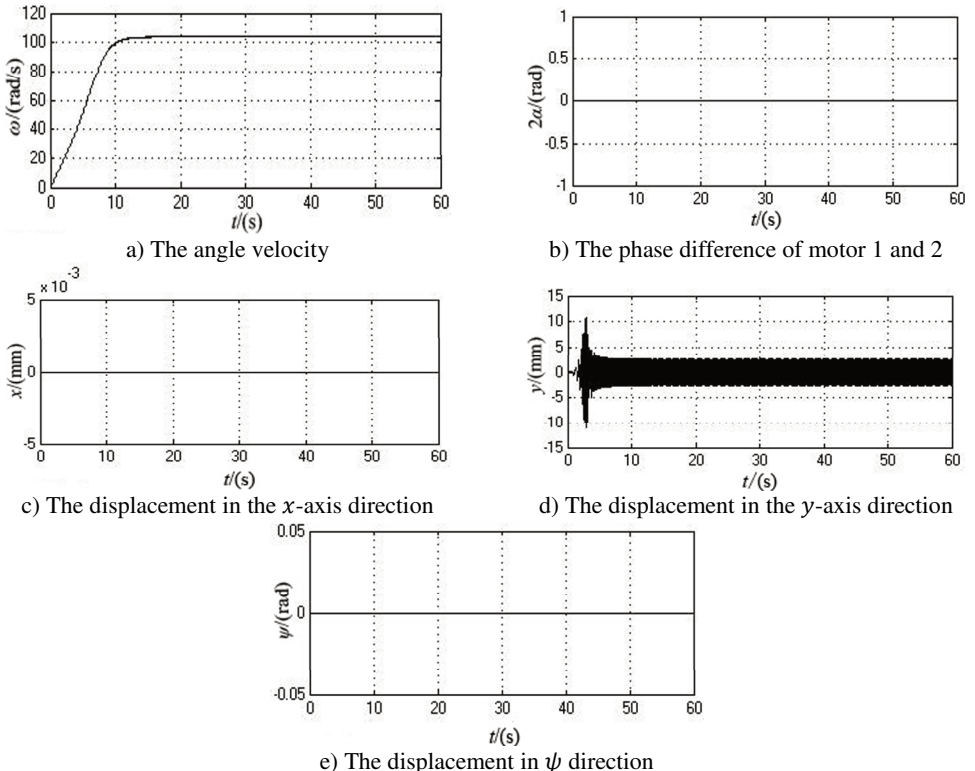 120
100
80
60
40
20
0
ω/(rad/s)
0 10 20 30 40 50 60
t/(s)
a) The angle velocity
1
0.5
0
-0.5
-1
2α/(rad)
0 10 20 30 40 50 60
t/(s)
b) The phase difference of motor 1 and 2
× 10⁻³
5
0
-5
x/(mm)
0 10 20 30 40 50 60
t/(s)
c) The displacement in the x-axis direction
15
10
5
0
-5
-10
-15
y/(mm)
0 10 20 30 40 50 60
t/(s)
d) The displacement in the y-axis direction
0.05
0
-0.05
ψ/(rad)
0 10 20 30 40 50 60
t/(s)
e) The displacement in ψ direction